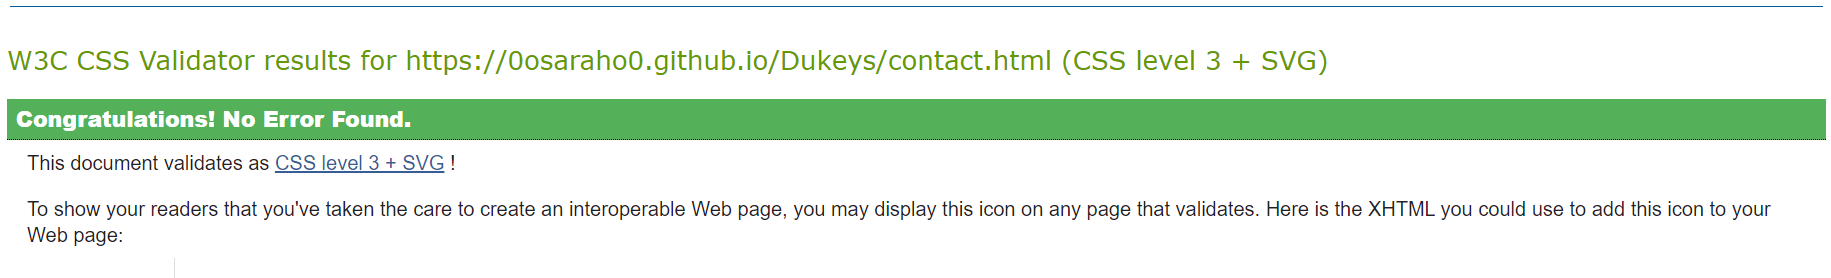 W3C CSS Validator results for https://0osaraho0.github.io/Dukeys/contact.html (CSS level 3 + SVG)
Congratulations! No Error Found.
This document validates as CSS level 3 + SVG !
To show your readers that you've taken the care to create an interoperable Web page, you may display this icon on any page that validates. Here is the XHTML you could use to add this icon to your
Web page: